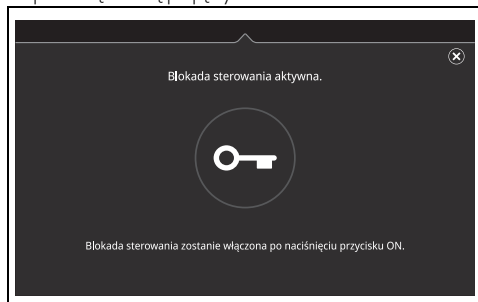 Blokada sterowania aktywna.
Blokada sterowania zostanie włączona po naciśnięciu przycisku ON.